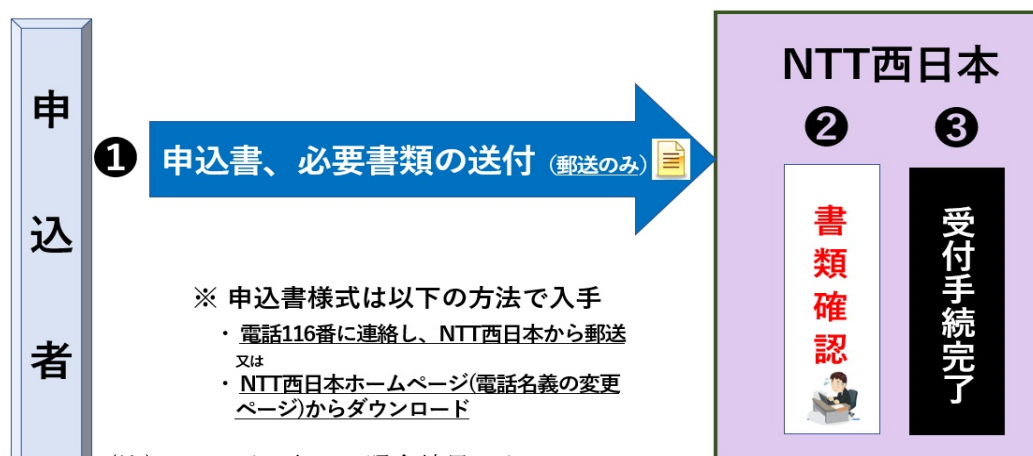 申込者
❶ 申込書、必要書類の送付 (郵送のみ)
※ 申込書様式は以下の方法で入手
・ 電話116番に連絡し、NTT西日本から郵送
又は
・ NTT西日本ホームページ(電話名義の変更
ページ)からダウンロード
NTT西日本
❷
書類確認
❸
受付手続完了